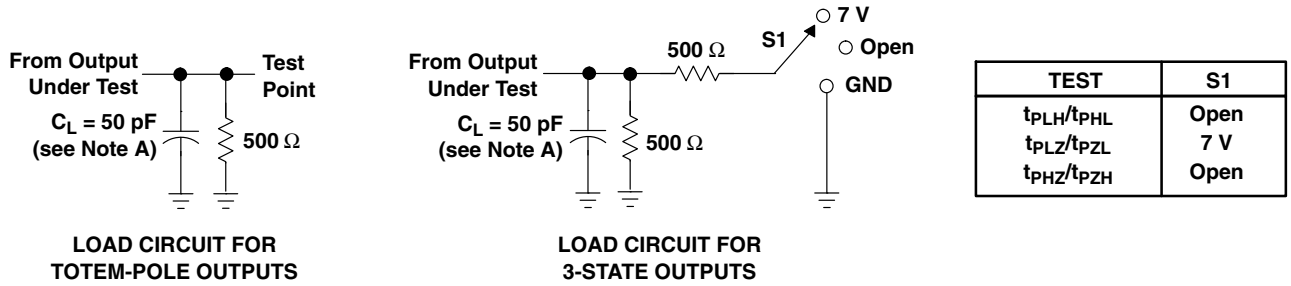 From Output
Under Test
Test
Point
C_L = 50 pF
(see Note A)
500 Ω
LOAD CIRCUIT FOR
TOTEM-POLE OUTPUTS
From Output
Under Test
C_L = 50 pF
(see Note A)
500 Ω
500 Ω
S1
7 V
Open
GND
LOAD CIRCUIT FOR
3-STATE OUTPUTS
TEST S1
t_PLH/t_PHL Open
t_PLZ/t_PZL 7 V
t_PHZ/t_PZH Open